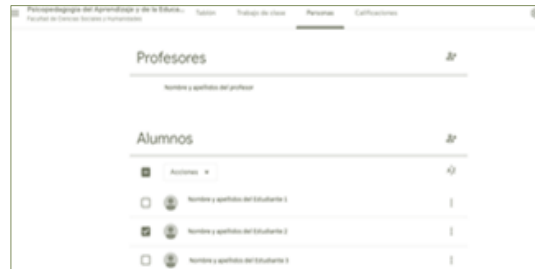 Psicopedagogía del Aprendizaje y de la Educa...
Facultad de Ciencias Sociales y Humanidades
Tablón
Trabajo de clase
Personas
Calificaciones
Profesores
Nombre y apellidos del profesor
Alumnos
Acciones
Nombre y apellidos del Estudiante 1
Nombre y apellidos del Estudiante 2
Nombre y apellidos del Estudiante 3